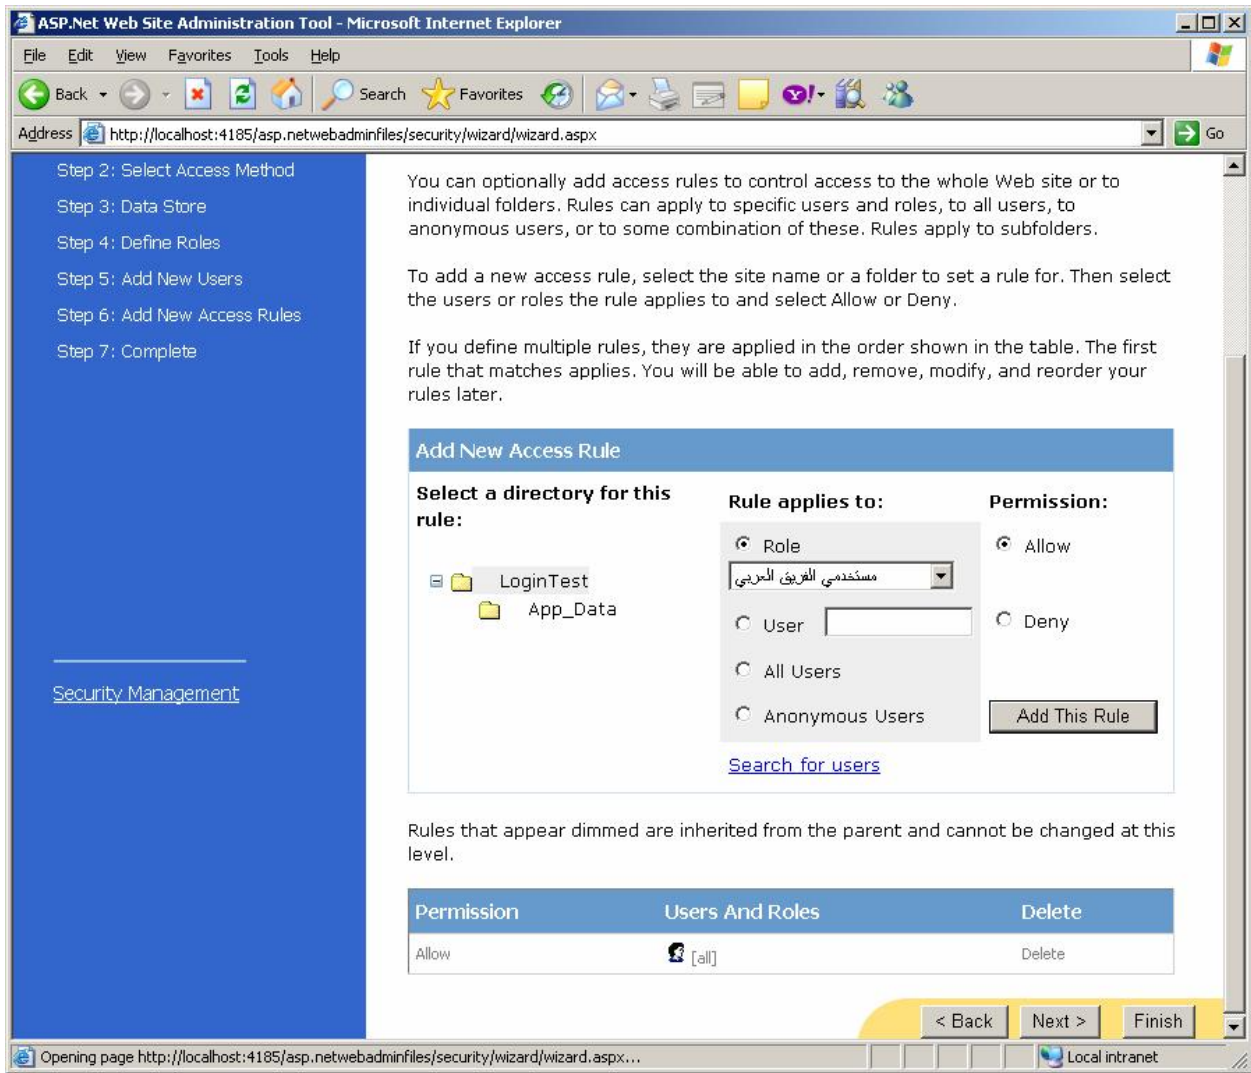 ASP.Net Web Site Administration Tool - Microsoft Internet Explorer
File Edit View Favorites Tools Help
Back Search Favorites
Address http://localhost:4185/asp.netwebadminfiles/security/wizard/wizard.aspx Go
Step 2: Select Access Method
Step 3: Data Store
Step 4: Define Roles
Step 5: Add New Users
Step 6: Add New Access Rules
Step 7: Complete
Security Management
You can optionally add access rules to control access to the whole Web site or to
individual folders. Rules can apply to specific users and roles, to all users, to
anonymous users, or to some combination of these. Rules apply to subfolders.
To add a new access rule, select the site name or a folder to set a rule for. Then select
the users or roles the rule applies to and select Allow or Deny.
If you define multiple rules, they are applied in the order shown in the table. The first
rule that matches applies. You will be able to add, remove, modify, and reorder your
rules later.
Add New Access Rule
Select a directory for this
rule:
LoginTest
App_Data
Rule applies to:
Role
مستخدمي الفريق العربي
User
All Users
Anonymous Users
Search for users
Permission:
Allow
Deny
Add This Rule
Rules that appear dimmed are inherited from the parent and cannot be changed at this
level.
Permission Users And Roles Delete
Allow [all] Delete
< Back Next > Finish
Opening page http://localhost:4185/asp.netwebadminfiles/security/wizard/wizard.aspx... Local intranet